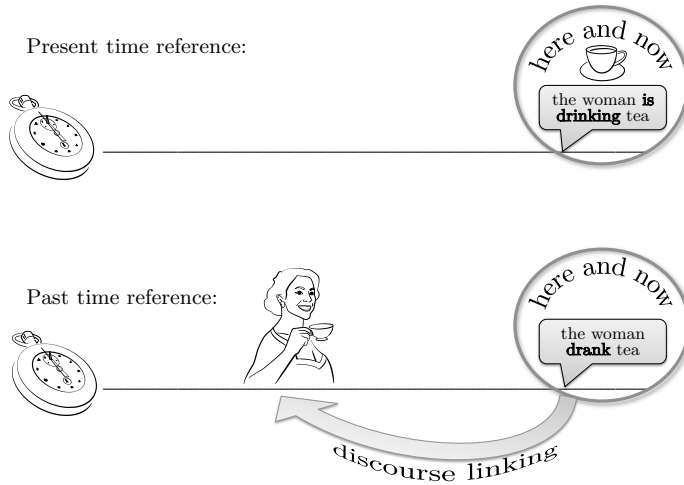 Present time reference:
here and now
the woman is
drinking tea
Past time reference:
here and now
the woman
drank tea
discourse linking